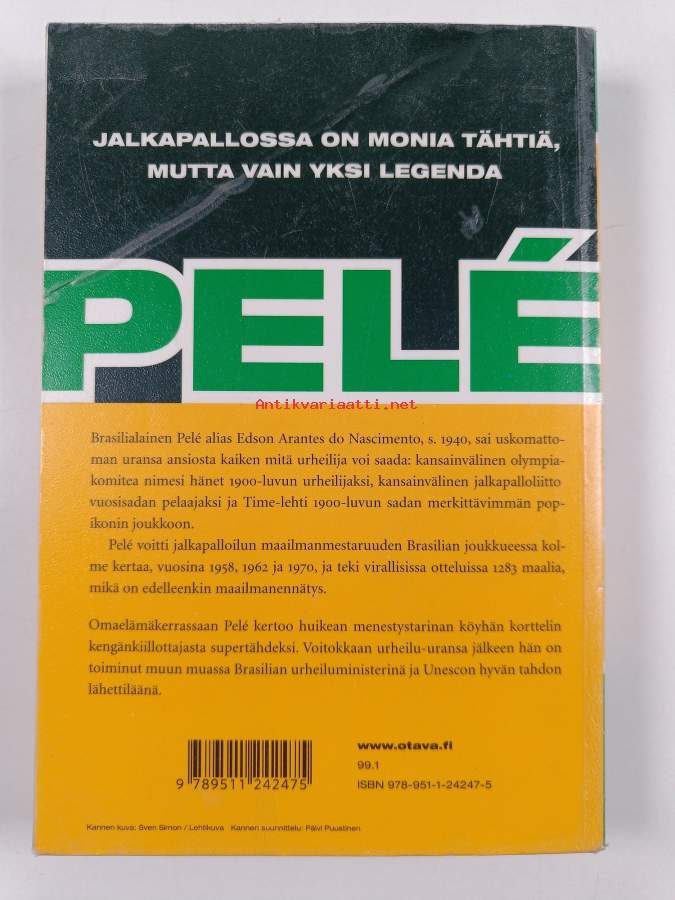 JALKAPALLOSSA ON MONIA TÄHTIÄ,
MUTTA VAIN YKSI LEGENDA
PELÉ
Antikvariaatti.net
Brasilialainen Pelé alias Edson Arantes do Nascimento, s. 1940, sai uskomatto-
man uransa ansiosta kaiken mitä urheilija voi saada: kansainvälinen olympia-
komitea nimesi hänet 1900-luvun urheilijaksi, kansainvälinen jalkapalloliitto
vuosisadan pelaajaksi ja Time-lehti 1900-luvun sadan merkittävimmän pop-
ikonin joukkoon.
Pelé voitti jalkapalloilun maailmanmestaruuden Brasilian joukkueessa kol-
me kertaa, vuosina 1958, 1962 ja 1970, ja teki virallisissa otteluissa 1283 maalia,
mikä on edelleenkin maailmanennätys.
Omaelämäkerrassaan Pelé kertoo huikean menestystarinan köyhän korttelin
kengänkiillottajasta supertähdeksi. Voitokkaan urheilu-uransa jälkeen hän on
toiminut muun muassa Brasilian urheiluministerinä ja Unescon hyvän tahdon
lähettiläänä.
www.otava.fi
99.1
ISBN 978-951-1-24247-5
9 789511 242475
Kannen kuva: Sven Simon / Lehtikuva Kannen suunnittelu: Päivi Puustinen